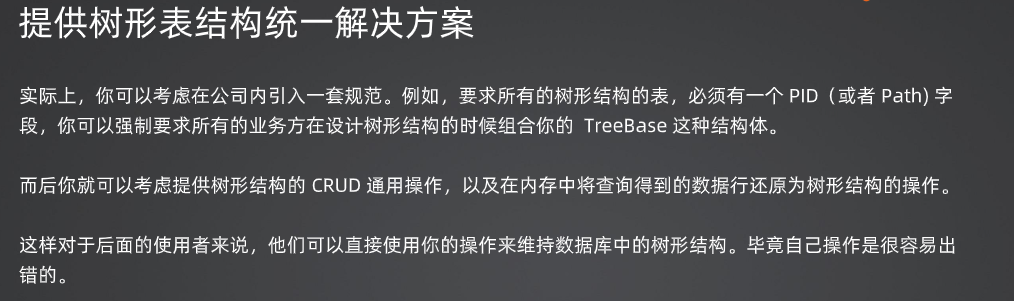 提供树形表结构统一解决方案
实际上，你可以考虑在公司内引入一套规范。例如，要求所有的树形结构的表，必须有一个 PID（或者 Path) 字
段，你可以强制要求所有的业务方在设计树形结构的时候组合你的 TreeBase 这种结构体。
而后你就可以考虑提供树形结构的 CRUD 通用操作，以及在内存中将查询得到的数据行还原为树形结构的操作。
这样对于后面的使用者来说，他们可以直接使用你的操作来维持数据库中的树形结构。毕竟自己操作是很容易出
错的。